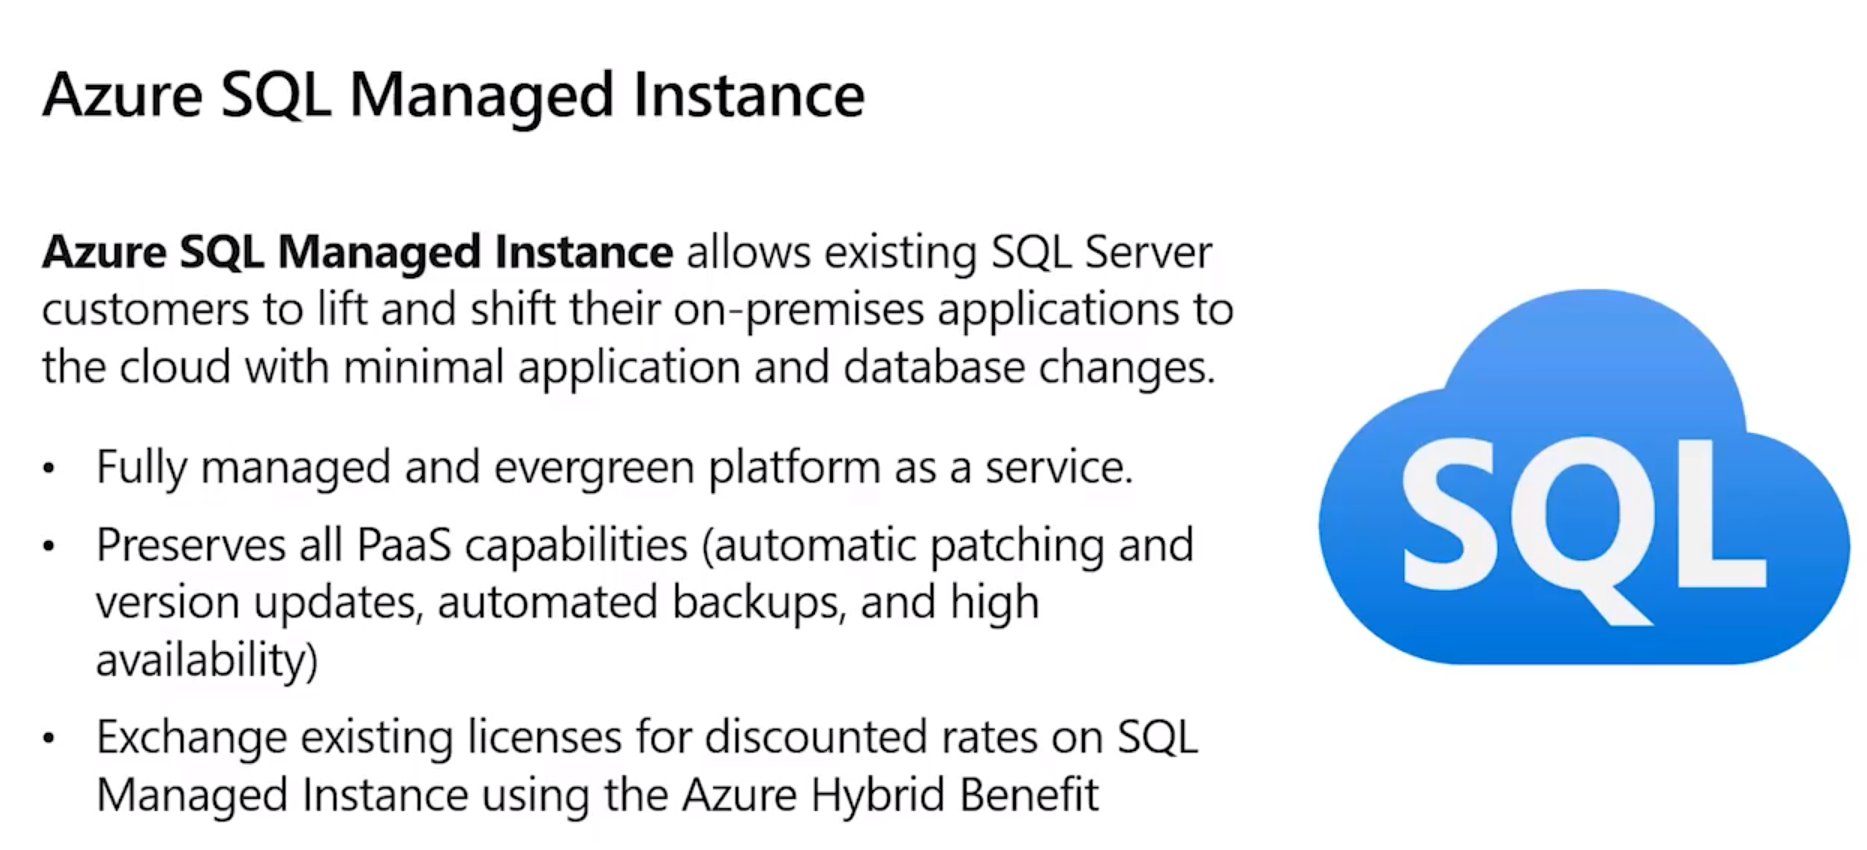 Azure SQL Managed Instance
Azure SQL Managed Instance allows existing SQL Server
customers to lift and shift their on-premises applications to
the cloud with minimal application and database changes.
• Fully managed and evergreen platform as a service.
• Preserves all PaaS capabilities (automatic patching and
version updates, automated backups, and high
availability)
• Exchange existing licenses for discounted rates on SQL
Managed Instance using the Azure Hybrid Benefit
SQL